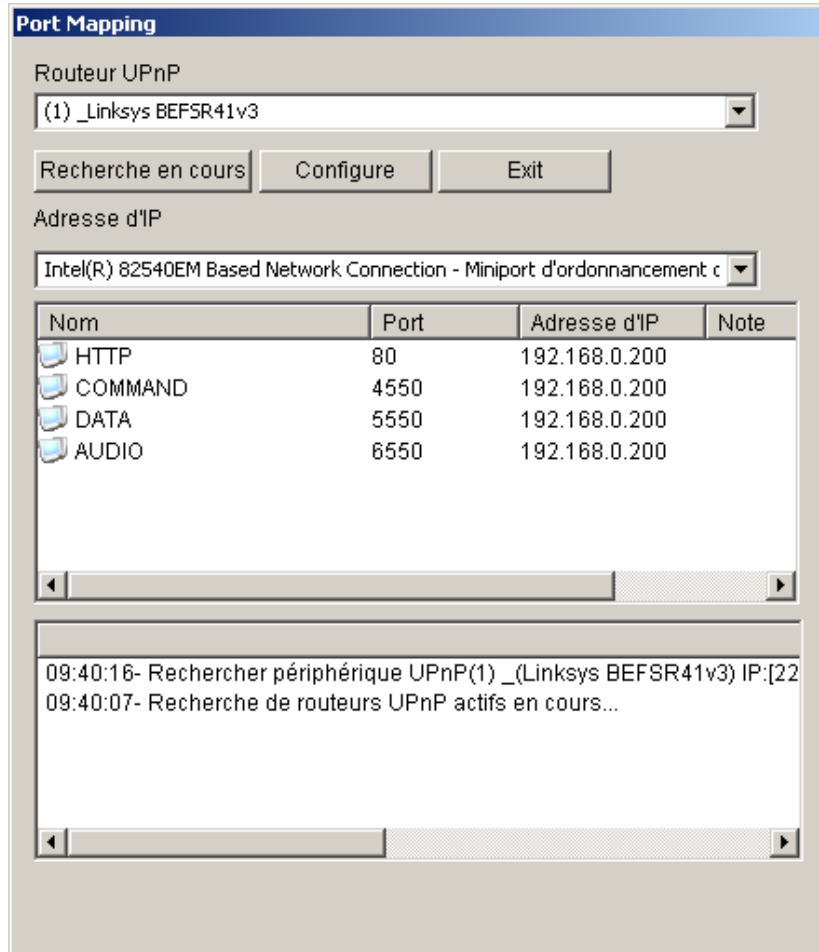 Port Mapping
Routeur UPnP
(1) _Linksys BEFSR41v3
Recherche en cours Configure Exit
Adresse d'IP
Intel(R) 82540EM Based Network Connection - Miniport d'ordonnancement
Nom Port Adresse d'IP Note
HTTP 80 192.168.0.200
COMMAND 4550 192.168.0.200
DATA 5550 192.168.0.200
AUDIO 6550 192.168.0.200
09:40:16- Rechercher périphérique UPnP(1) _(Linksys BEFSR41v3) IP:[22
09:40:07- Recherche de routeurs UPnP actifs en cours...